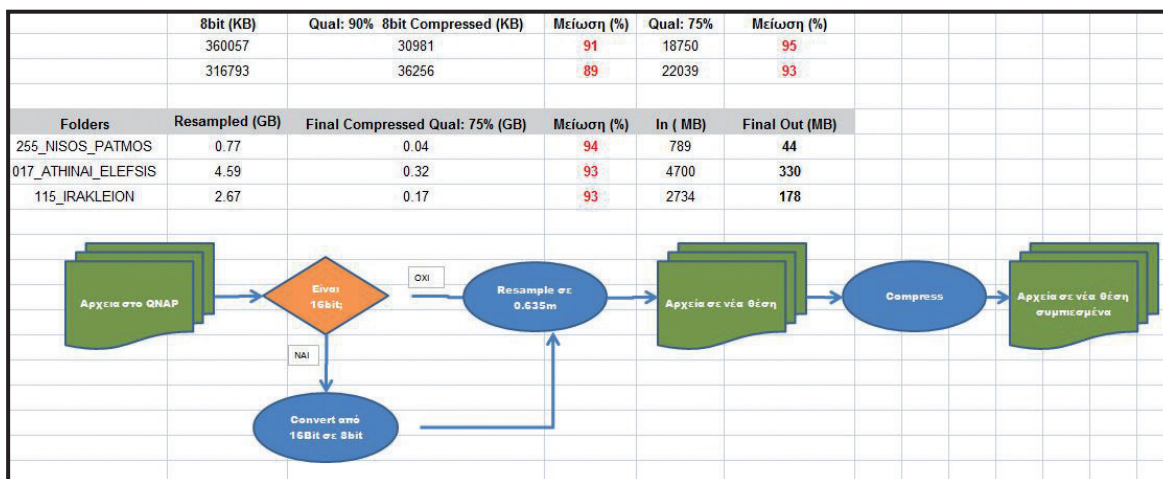 8bit (KB) Qual: 90% 8bit Compressed (KB) Μείωση (%) Qual: 75% Μείωση (%)
360057 30981 91 18750 95
316793 36256 89 22039 93
Folders Resampled (GB) Final Compressed Qual: 75% (GB) Μείωση (%) In ( MB) Final Out (MB)
255_NISOS_PATMOS 0.77 0.04 94 789 44
017_ATHINAI_ELEFSIS 4.59 0.32 93 4700 330
115_IRAKLEION 2.67 0.17 93 2734 178
Αρχεια στο QNAP
Είναι
16bit;
ΟΧΙ
Resample σε
0.635m
Αρχεία σε νέα θέση
Compress
Αρχεία σε νέα θέση
συμπιεσμένα
ΝΑΙ
Convert από
16Bit σε 8bit